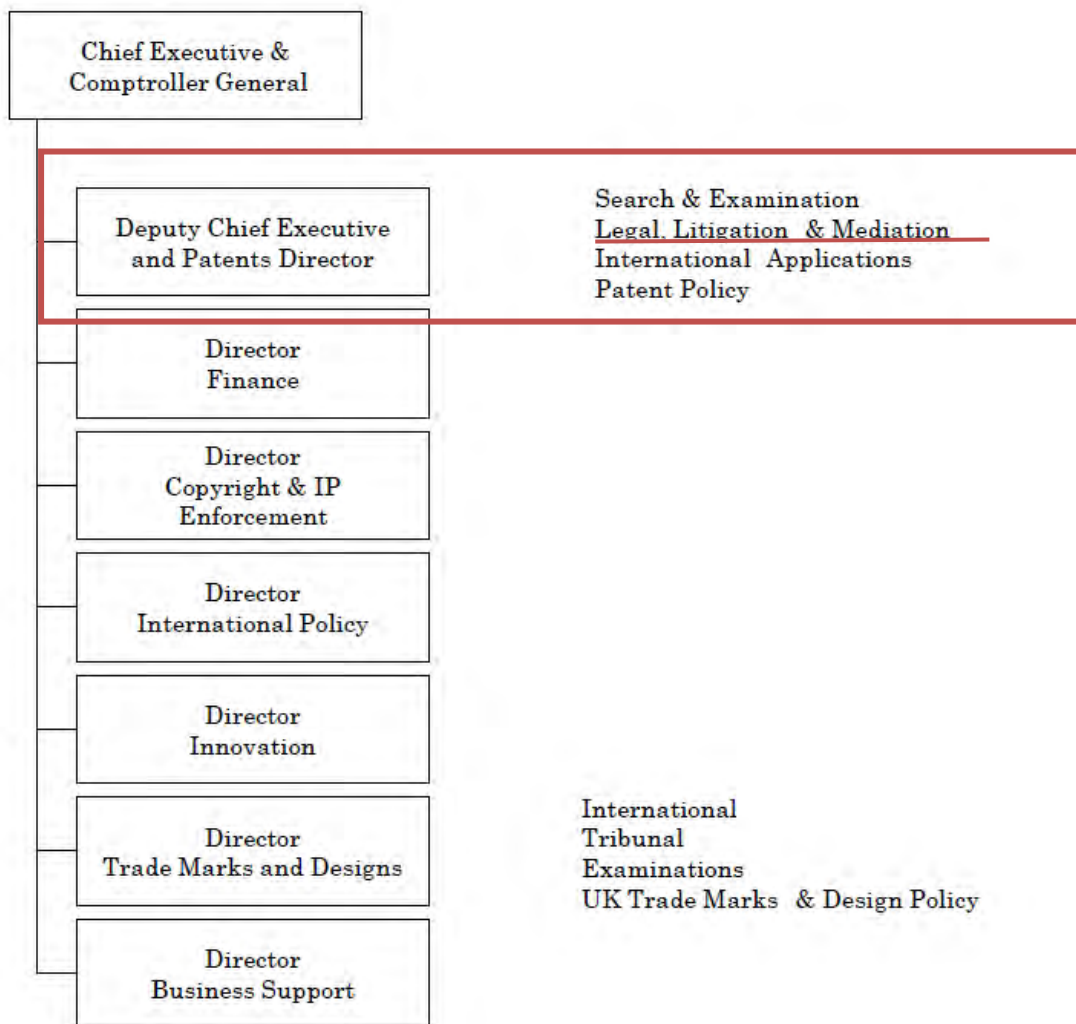 Chief Executive &
Comptroller General
Deputy Chief Executive
and Patents Director
Search & Examination
Legal, Litigation & Mediation
International Applications
Patent Policy
Director
Finance
Director
Copyright & IP
Enforcement
Director
International Policy
Director
Innovation
Director
Trade Marks and Designs
International
Tribunal
Examinations
UK Trade Marks & Design Policy
Director
Business Support